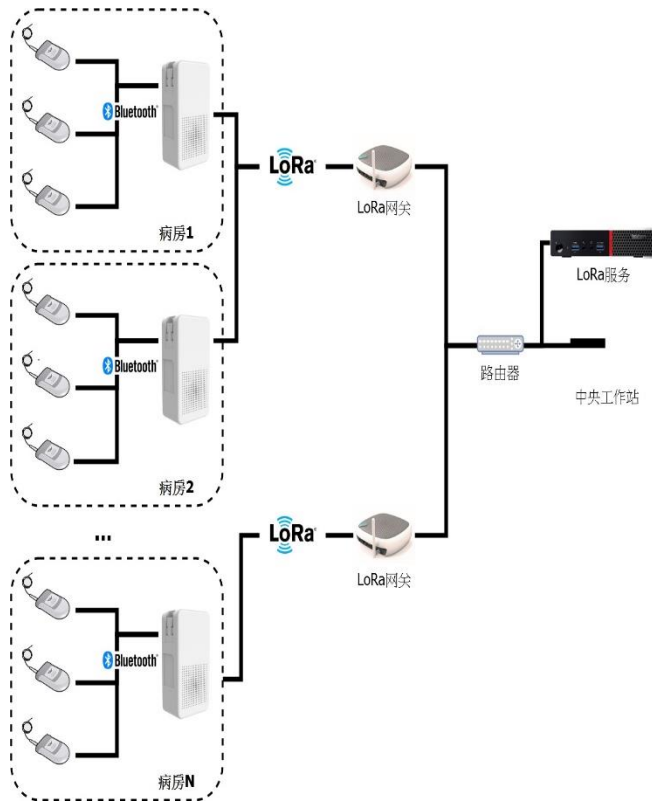 Bluetooth
病房1
LoRa
LoRa网关
LoRa服务
路由器
中央工作站
Bluetooth
病房2
...
LoRa
LoRa网关
Bluetooth
病房N